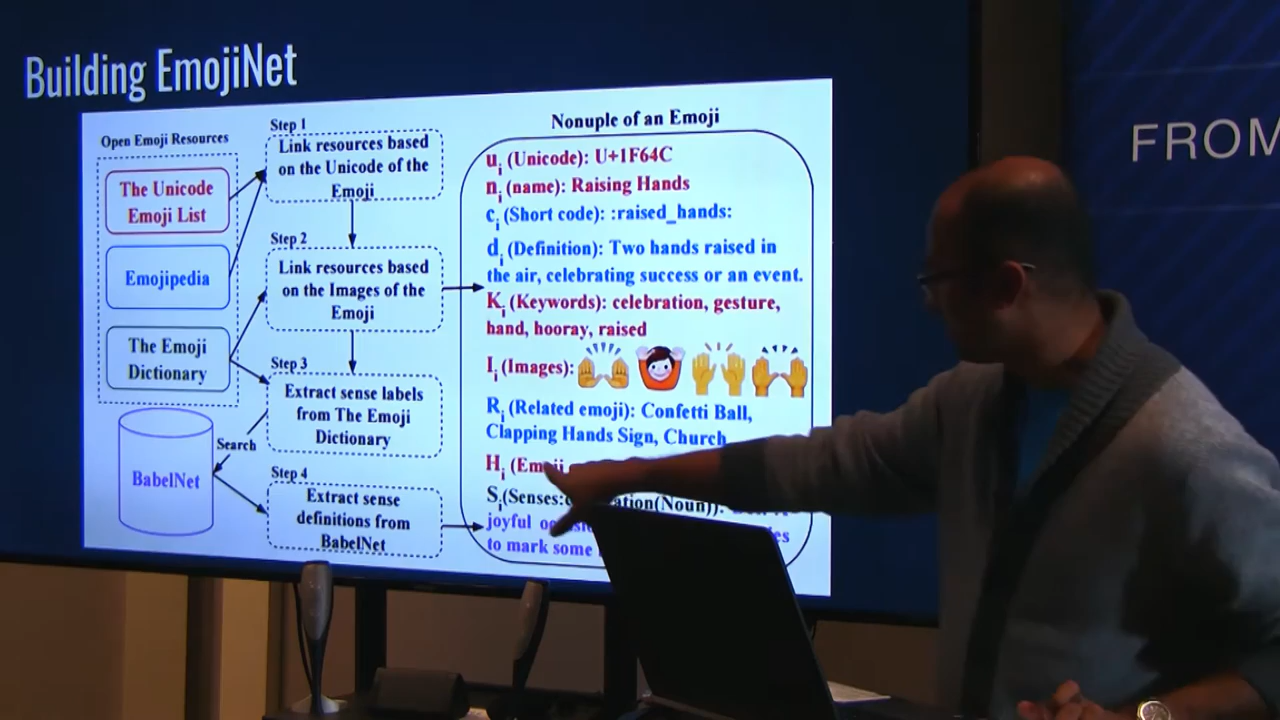 Building EmojiNet
Open Emoji Resources
The Unicode
Emoji List
Emojipedia
The Emoji
Dictionary
BabelNet
Search
Step 1
Link resources based
on the Unicode of the
Emoji
Step 2
Link resources based
on the Images of the
Emoji
Step 3
Extract sense labels
from The Emoji
Dictionary
Step 4
Extract sense
definitions from
BabelNet
Nonuple of an Emoji
ui (Unicode): U+1F64C
ni (name): Raising Hands
ci (Short code): :raised_hands:
di (Definition): Two hands raised in
the air, celebrating success or an event.
Ki (Keywords): celebration, gesture,
hand, hooray, raised
Ii (Images):
Ri (Related emoji): Confetti Ball,
Clapping Hands Sign, Church
Hi (Emoji
Si(Senses: (Noun)):
joyful
to mark some
FROM